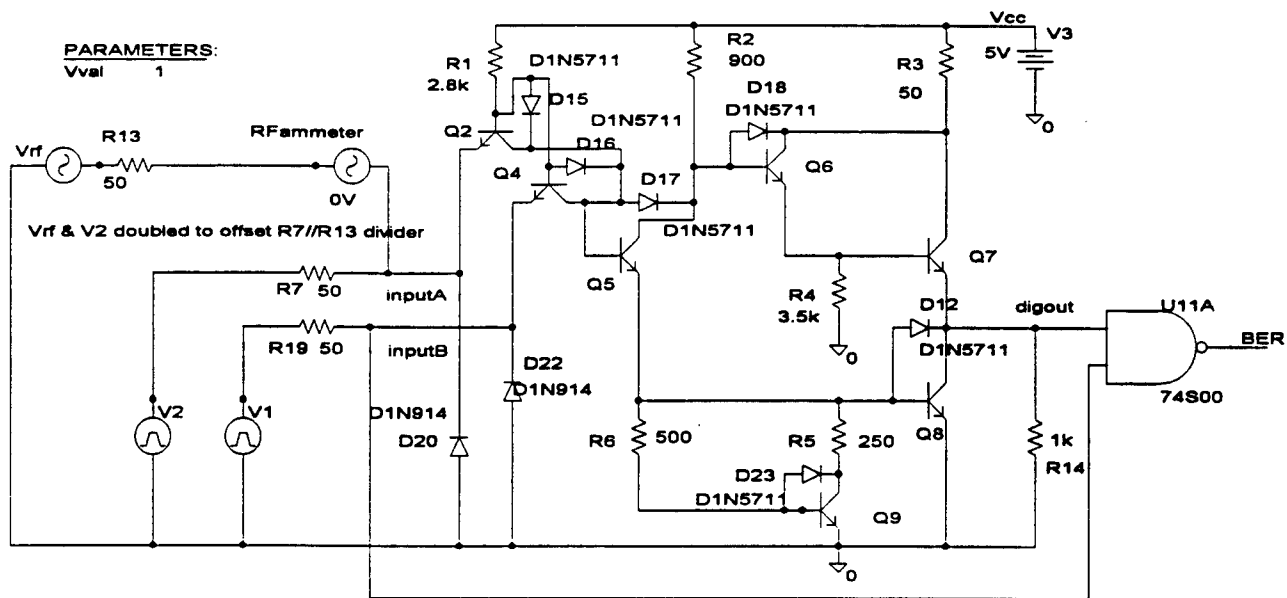 PARAMETERS:
Vval 1
R1
2.8k
D1N5711
D15
R2
900
D18
D1N5711
R3
50
Vcc
V3
5V
0
Vrf
R13
50
RFammeter
0V
Q2
D1N5711
D16
Q4
D17
D1N5711
Q6
Vrf & V2 doubled to offset R7//R13 divider
R7 50
inputA
R19 50
inputB
Q5
R4
3.5k
0
Q7
D12
D1N5711
digout
U11A
BER
74S00
V2
V1
D22
D1N914
D1N914
D20
R6
500
R5
250
Q8
1k
R14
D23
D1N5711
Q9
0